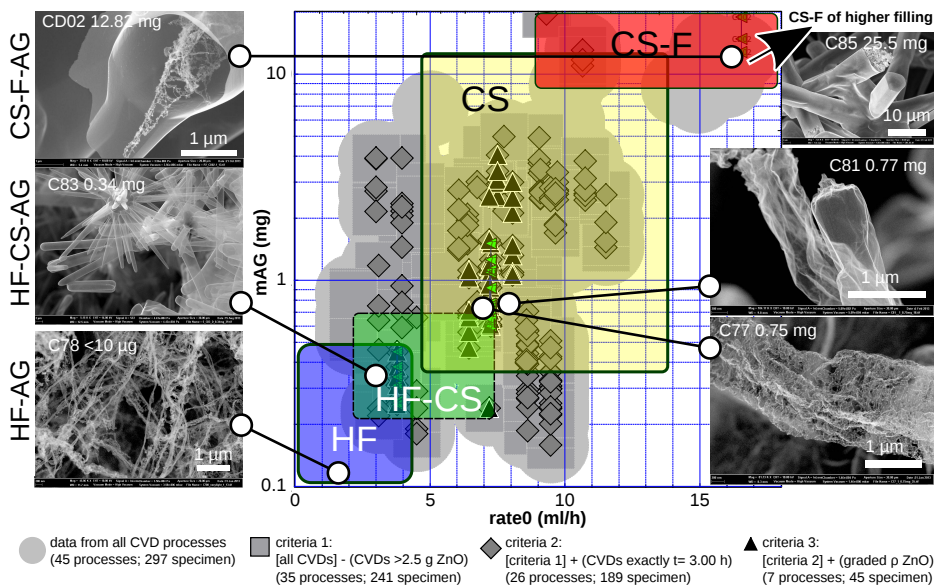 CS-F-AG
HF-CS-AG
HF-AG
CD02 12.82 mg
1 µm
C83 0.34 mg
C78 <10 µg
1 µm
CS-F of higher filling
C85 25.5 mg
10 µm
C81 0.77 mg
1 µm
C77 0.75 mg
1 µm
CS-F
CS
HF-CS
HF
mAG (mg)
10
1
0.1
0
5
10
15
rate0 (ml/h)
data from all CVD processes
(45 processes; 297 specimen)
criteria 1:
[all CVDs] - (CVDs >2.5 g ZnO)
(35 processes; 241 specimen)
criteria 2:
[criteria 1] + (CVDs exactly t= 3.00 h)
(26 processes; 189 specimen)
criteria 3:
[criteria 2] + (graded ρ ZnO)
(7 processes; 45 specimen)